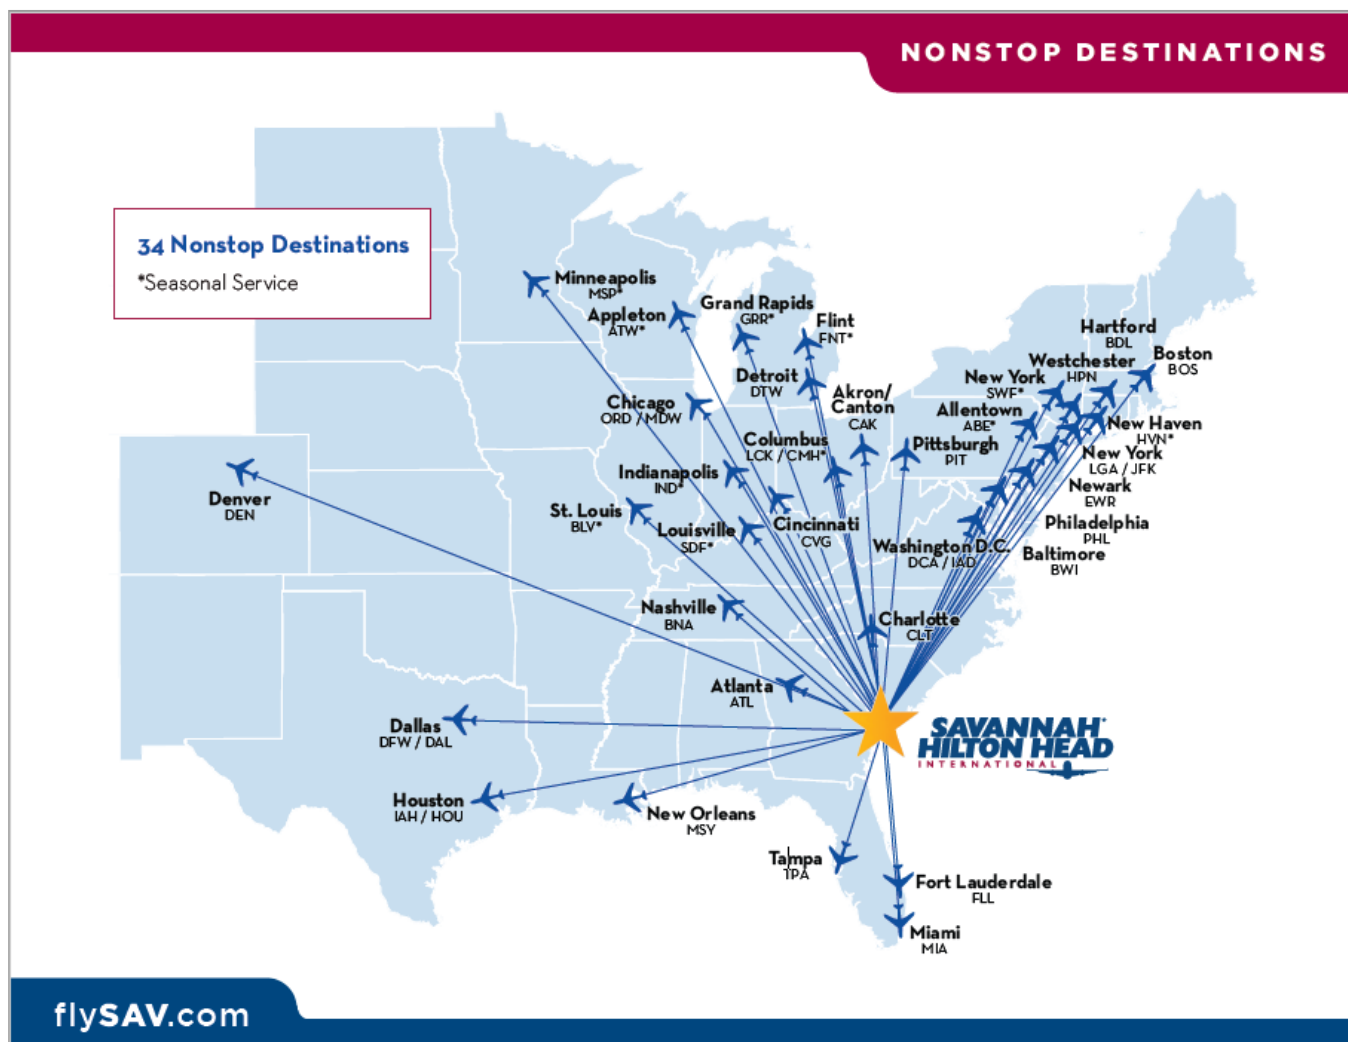 NONSTOP DESTINATIONS
34 Nonstop Destinations
*Seasonal Service
Minneapolis
MSP*
Appleton
ATW*
Grand Rapids
GRR*
Flint
FNT*
Detroit
DTW
Chicago
ORD / MDW
Akron/
Canton
CAK
Columbus
LCK / CMH*
Pittsburgh
PIT
Indianapolis
IND*
Cincinnati
CVG
St. Louis
BLV*
Louisville
SDF*
Nashville
BNA
Hartford
BDL
Westchester
HPN
Boston
BOS
New York
SWF*
Allentown
ABE*
New Haven
HVN*
New York
LGA / JFK
Newark
EWR
Philadelphia
PHL
Baltimore
BWI
Washington D.C.
DCA / IAD
Charlotte
CLT
Denver
DEN
Atlanta
ATL
Dallas
DFW / DAL
Houston
IAH / HOU
New Orleans
MSY
SAVANNAH
HILTON HEAD
INTERNATIONAL
Tampa
TPA
Fort Lauderdale
FLL
Miami
MIA
flySAV.com